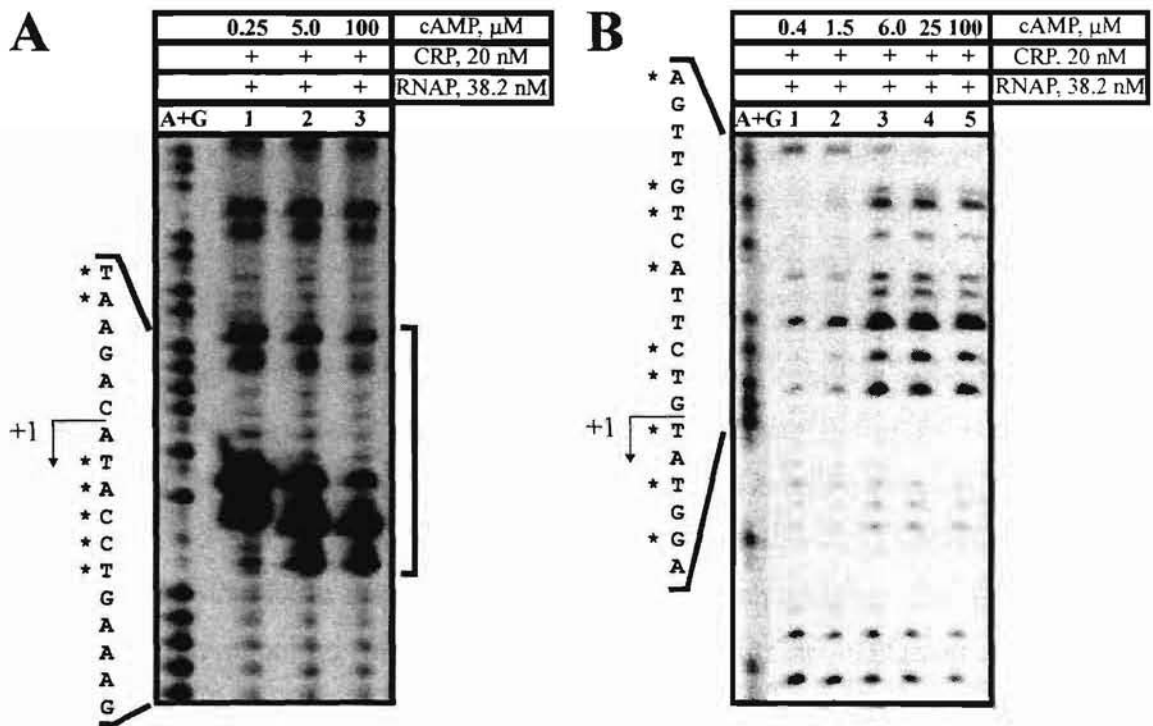 A
0.25 5.0 100 cAMP, µM
+ + + CRP, 20 nM
+ + + RNAP, 38.2 nM
A+G 1 2 3
* T
* A
A
G
A
C
+1 A
* T
* A
* C
* C
* T
G
A
A
A
G
B
0.4 1.5 6.0 25 100 cAMP, µM
+ + + + + CRP. 20 nM
+ + + + + RNAP, 38.2 nM
A+G 1 2 3 4 5
* A
G
T
T
* G
* T
C
* A
T
T
* C
* T
G
+1 * T
A
* T
G
* G
A